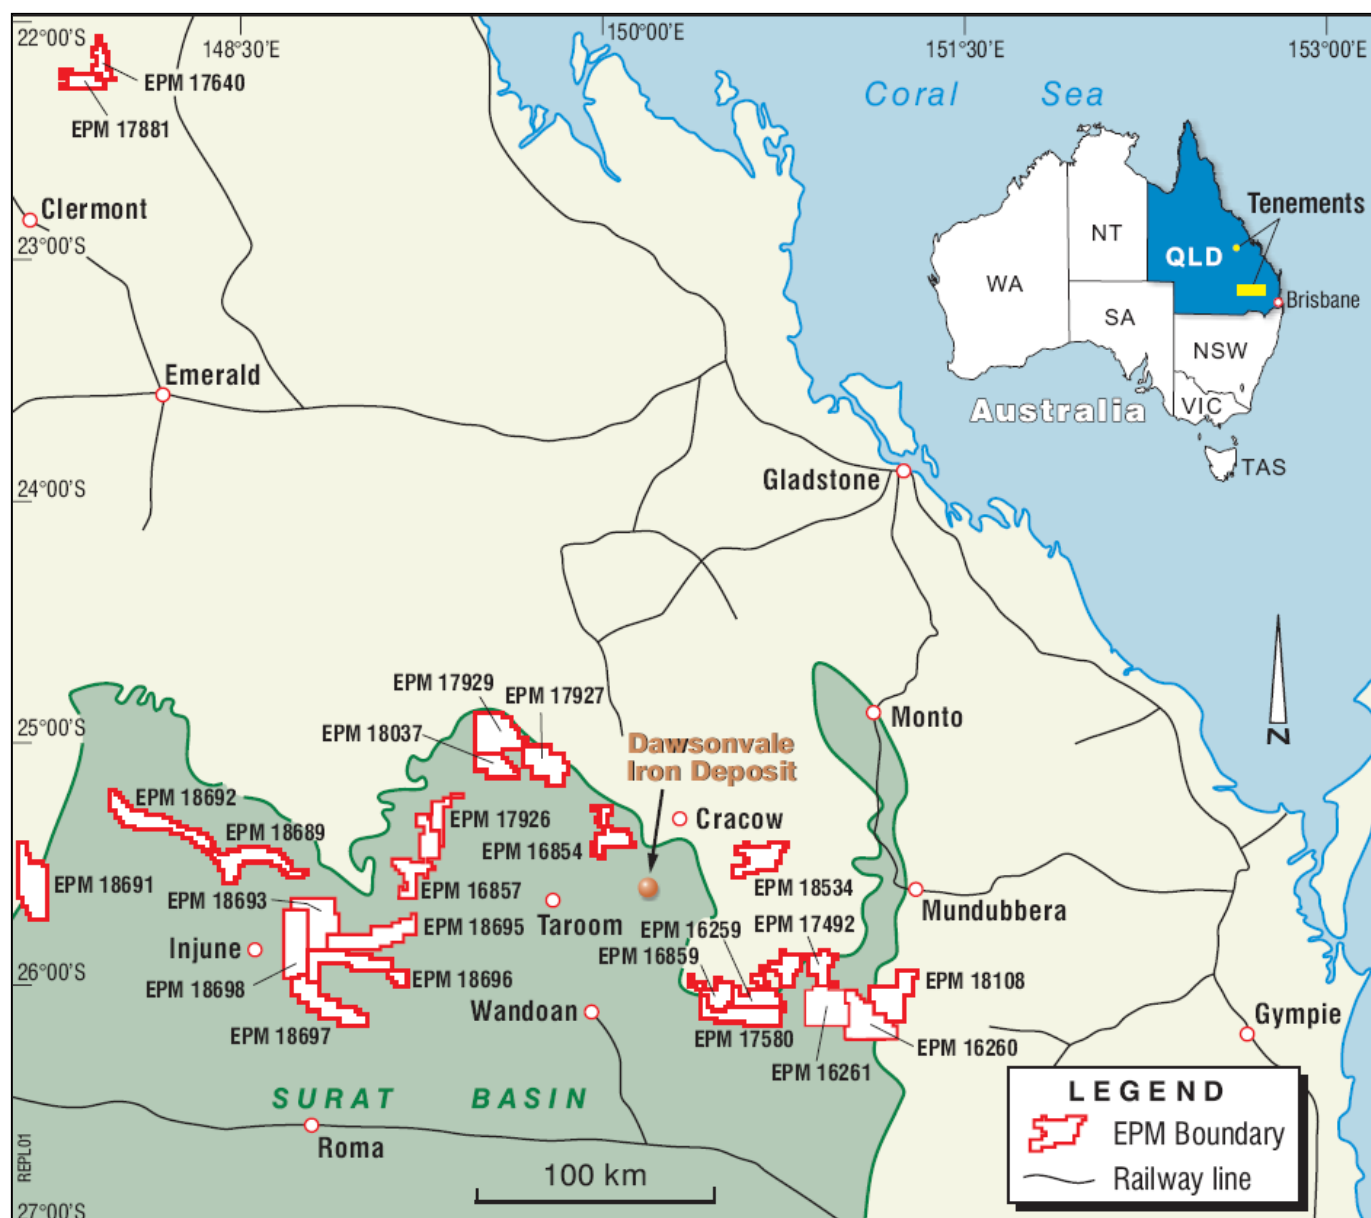 22°00'S
148°30'E
150°00'E
151°30'E
153°00'E
EPM 17640
EPM 17881
Coral Sea
Clermont
23°00'S
Tenements
NT
QLD
WA
Brisbane
SA
NSW
Emerald
Australia
VIC
TAS
Gladstone
24°00'S
EPM 17929
EPM 17927
EPM 18037
Monto
25°00'S
Dawsonvale
Iron Deposit
N
EPM 18692
Cracow
EPM 17926
EPM 18689
EPM 16854
EPM 18691
EPM 16857
EPM 18534
EPM 18693
Mundubbera
EPM 18695
Taroom
EPM 16259
EPM 17492
Injune
EPM 16859
26°00'S
EPM 18696
EPM 18108
EPM 18698
Wandoan
Gympie
EPM 18697
EPM 17580
EPM 16260
EPM 16261
SURAT BASIN
LEGEND
EPM Boundary
Railway line
Roma
100 km
REPL01
27°00'S